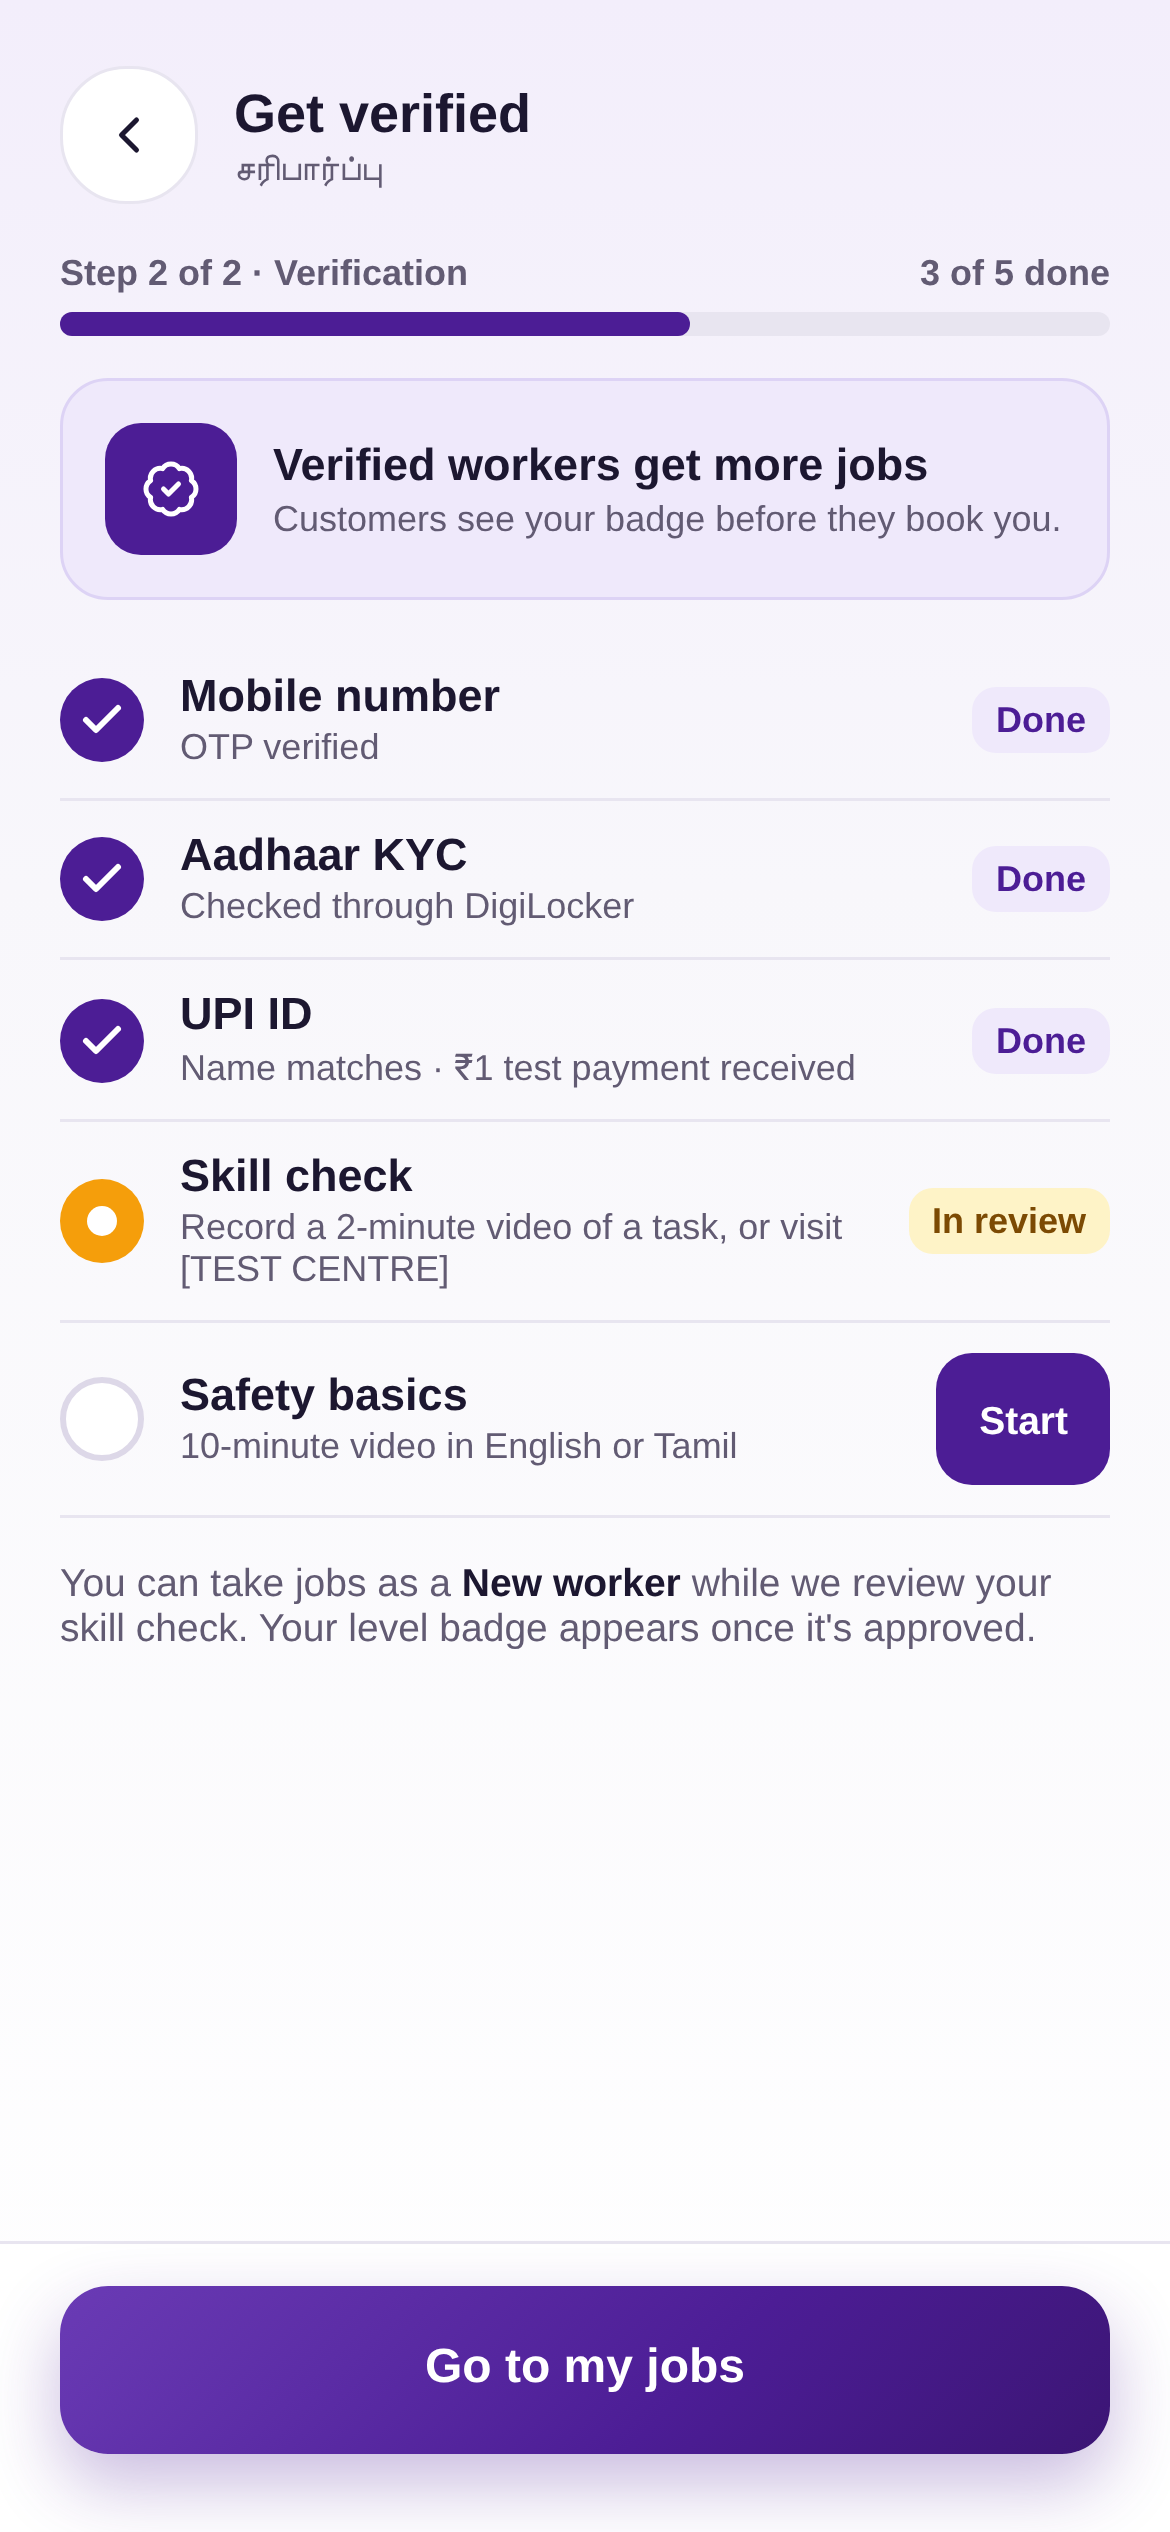 Get verified
சரிபார்ப்பு
Step 2 of 2 · Verification
3 of 5 done
Verified workers get more jobs
Customers see your badge before they book you.
Mobile number
OTP verified
Done
Aadhaar KYC
Checked through DigiLocker
Done
UPI ID
Name matches · ₹1 test payment received
Done
Skill check
Record a 2-minute video of a task, or visit
[TEST CENTRE]
In review
Safety basics
10-minute video in English or Tamil
Start
You can take jobs as a New worker while we review your
skill check. Your level badge appears once it's approved.
Go to my jobs